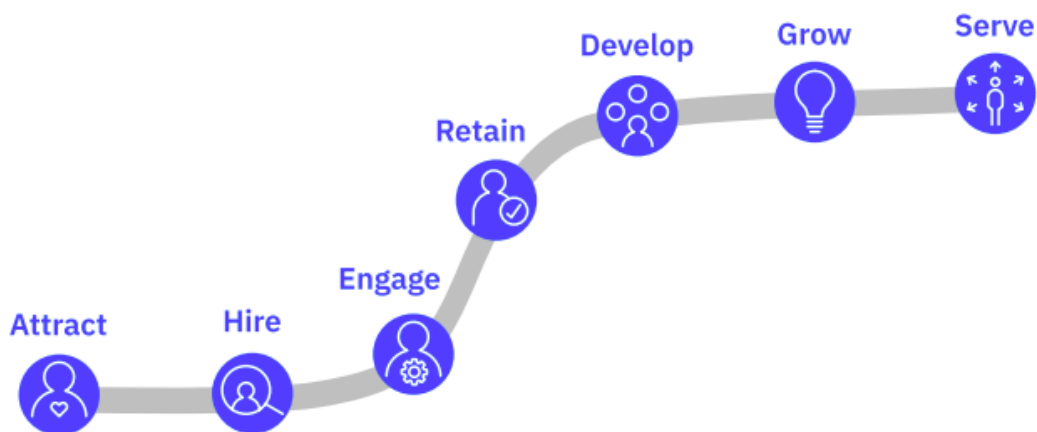 Attract
Hire
Engage
Retain
Develop
Grow
Serve